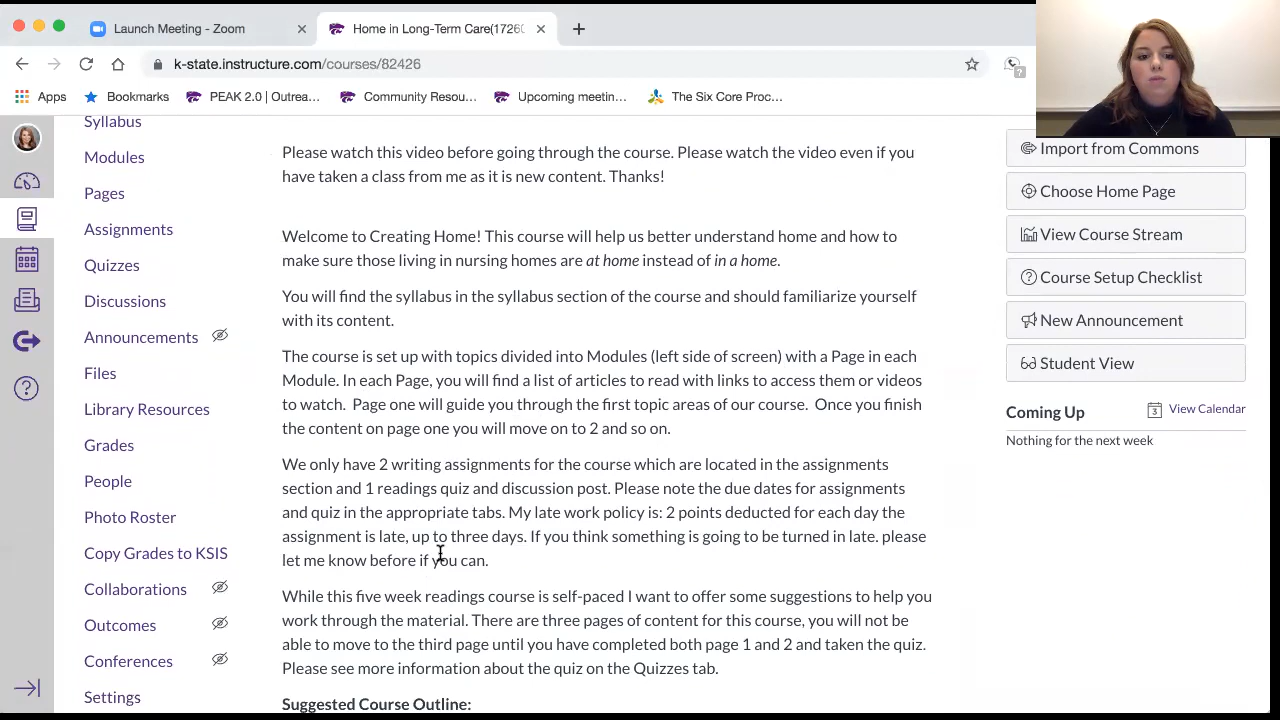 Launch Meeting - Zoom
Home in Long-Term Care(1726
k-state.instructure.com/courses/82426
Apps
Bookmarks
PEAK 2.0 | Outrea...
Community Resou...
Upcoming meetin...
The Six Core Proc...
Syllabus
Modules
Pages
Assignments
Quizzes
Discussions
Announcements
Files
Library Resources
Grades
People
Photo Roster
Copy Grades to KSIS
Collaborations
Outcomes
Conferences
Settings
Please watch this video before going through the course. Please watch the video even if you
have taken a class from me as it is new content. Thanks!
Welcome to Creating Home! This course will help us better understand home and how to
make sure those living in nursing homes are at home instead of in a home.
You will find the syllabus in the syllabus section of the course and should familiarize yourself
with its content.
The course is set up with topics divided into Modules (left side of screen) with a Page in each
Module. In each Page, you will find a list of articles to read with links to access them or videos
to watch. Page one will guide you through the first topic areas of our course. Once you finish
the content on page one you will move on to 2 and so on.
We only have 2 writing assignments for the course which are located in the assignments
section and 1 readings quiz and discussion post. Please note the due dates for assignments
and quiz in the appropriate tabs. My late work policy is: 2 points deducted for each day the
assignment is late, up to three days. If you think something is going to be turned in late. please
let me know before if you can.
While this five week readings course is self-paced I want to offer some suggestions to help you
work through the material. There are three pages of content for this course, you will not be
able to move to the third page until you have completed both page 1 and 2 and taken the quiz.
Please see more information about the quiz on the Quizzes tab.
Suggested Course Outline:
Import from Commons
Choose Home Page
View Course Stream
Course Setup Checklist
New Announcement
Student View
Coming Up
3
View Calendar
Nothing for the next week